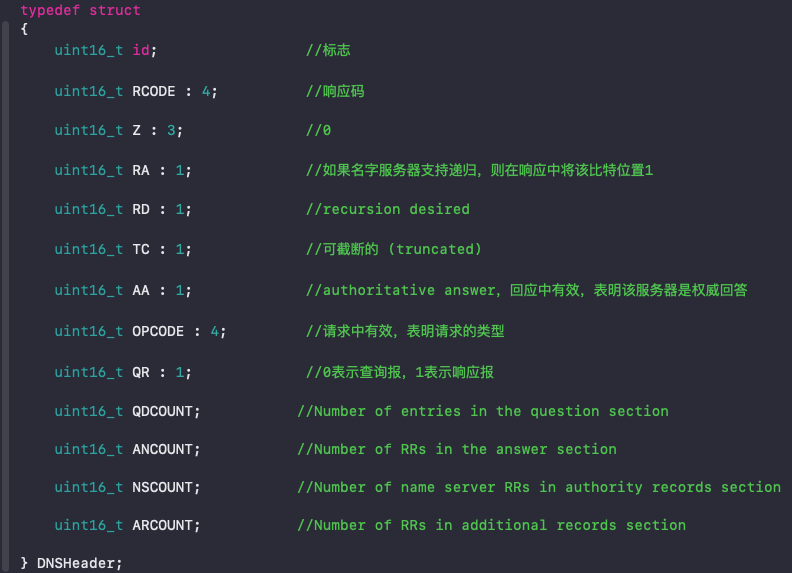 typedef struct
{
uint16_t id; //标志
uint16_t RCODE : 4; //响应码
uint16_t Z : 3; //0
uint16_t RA : 1; //如果名字服务器支持递归，则在响应中将该比特位置1
uint16_t RD : 1; //recursion desired
uint16_t TC : 1; //可截断的 (truncated)
uint16_t AA : 1; //authoritative answer，回应中有效，表明该服务器是权威回答
uint16_t OPCODE : 4; //请求中有效，表明请求的类型
uint16_t QR : 1; //0表示查询报，1表示响应报
uint16_t QDCOUNT; //Number of entries in the question section
uint16_t ANCOUNT; //Number of RRs in the answer section
uint16_t NSCOUNT; //Number of name server RRs in authority records section
uint16_t ARCOUNT; //Number of RRs in additional records section
} DNSHeader;